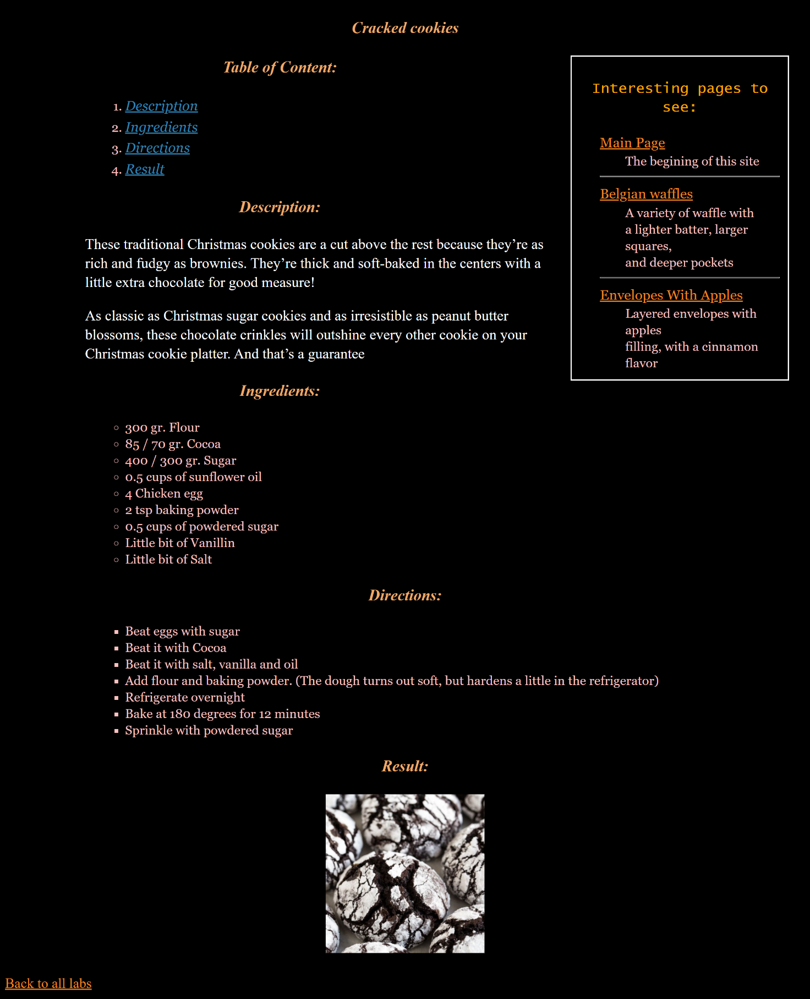 Cracked cookies
Table of Content:
1. Description
2. Ingredients
3. Directions
4. Result
Description:
These traditional Christmas cookies are a cut above the rest because they’re as
rich and fudgy as brownies. They’re thick and soft-baked in the centers with a
little extra chocolate for good measure!
As classic as Christmas sugar cookies and as irresistible as peanut butter
blossoms, these chocolate crinkles will outshine every other cookie on your
Christmas cookie platter. And that’s a guarantee
Interesting pages to
see:
Main Page
The begining of this site
Belgian waffles
A variety of waffle with
a lighter batter, larger
squares,
and deeper pockets
Envelopes With Apples
Layered envelopes with
apples
filling, with a cinnamon
flavor
Ingredients:
300 gr. Flour
85 / 70 gr. Cocoa
400 / 300 gr. Sugar
0.5 cups of sunflower oil
4 Chicken egg
2 tsp baking powder
0.5 cups of powdered sugar
Little bit of Vanillin
Little bit of Salt
Directions:
Beat eggs with sugar
Beat it with Cocoa
Beat it with salt, vanilla and oil
Add flour and baking powder. (The dough turns out soft, but hardens a little in the refrigerator)
Refrigerate overnight
Bake at 180 degrees for 12 minutes
Sprinkle with powdered sugar
Result:
Back to all labs